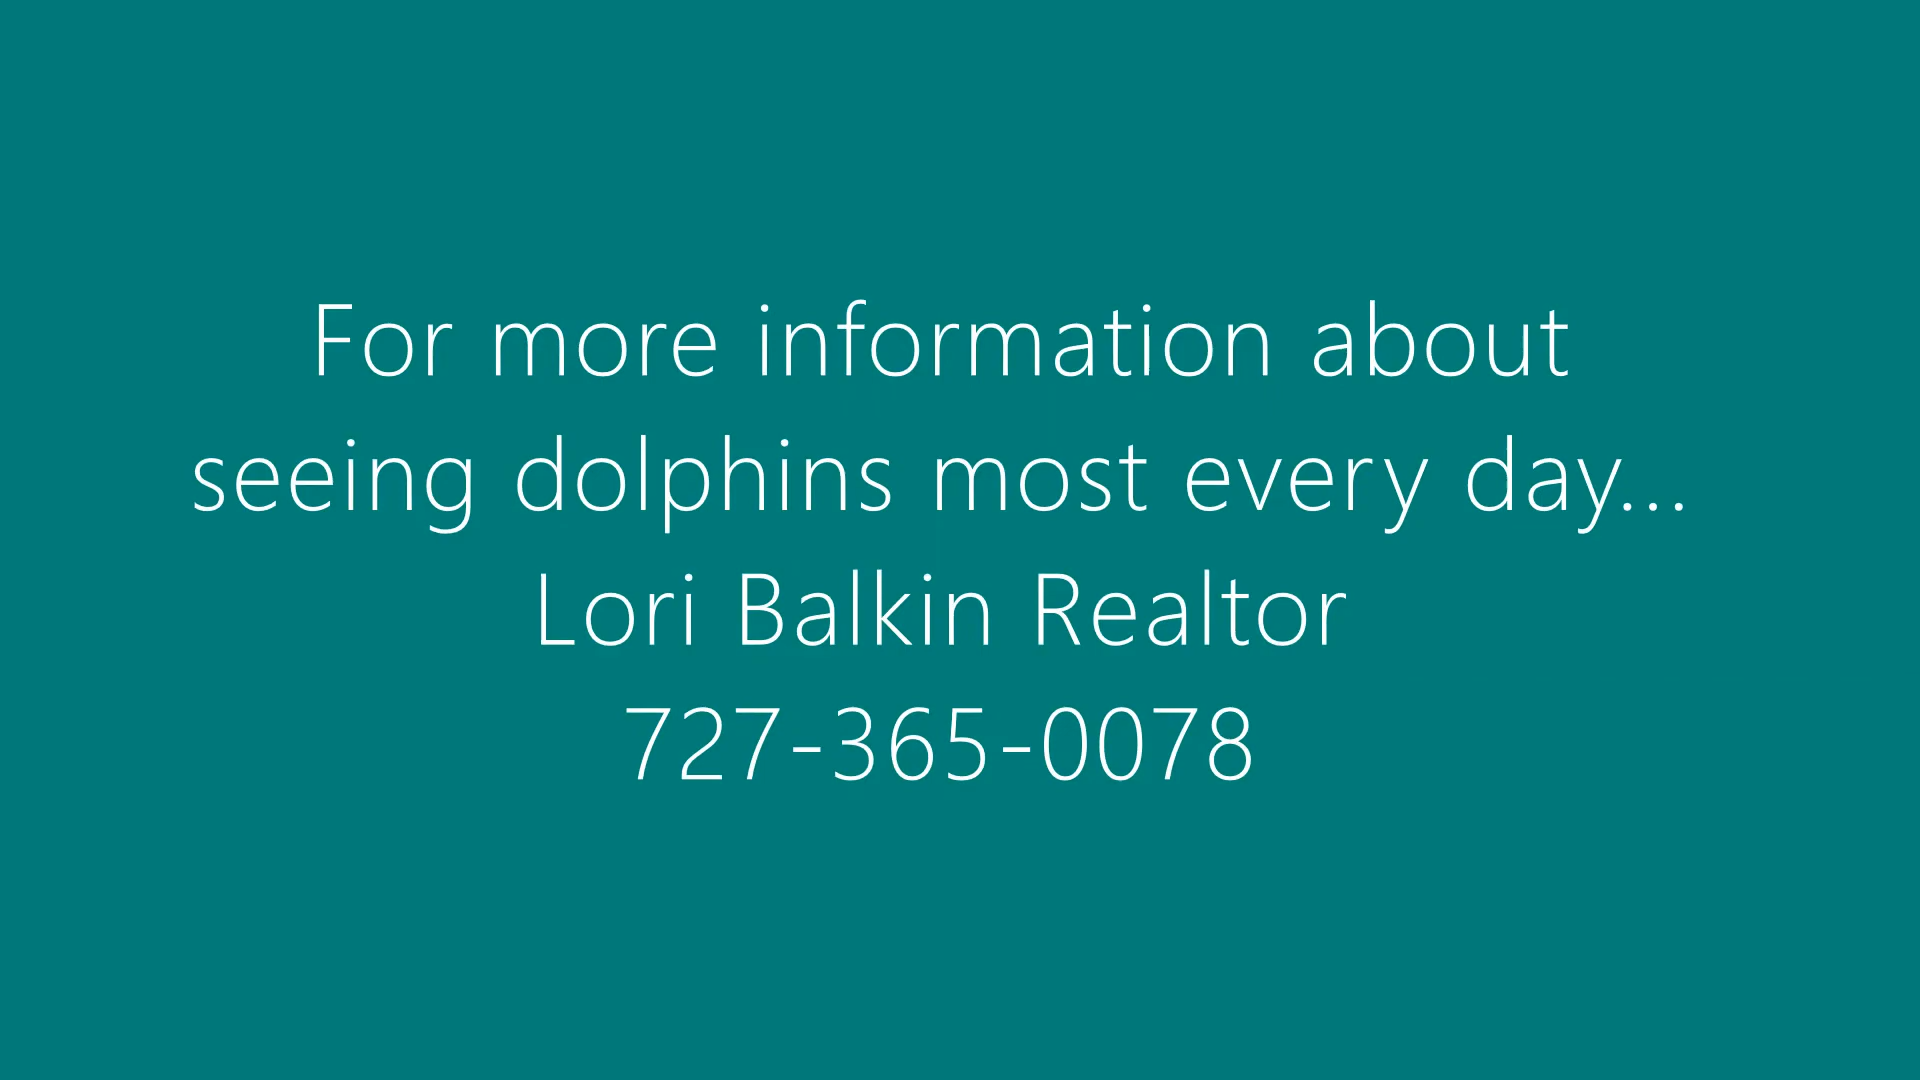 For more information about
seeing dolphins most every day...
Lori Balkin Realtor
727-365-0078